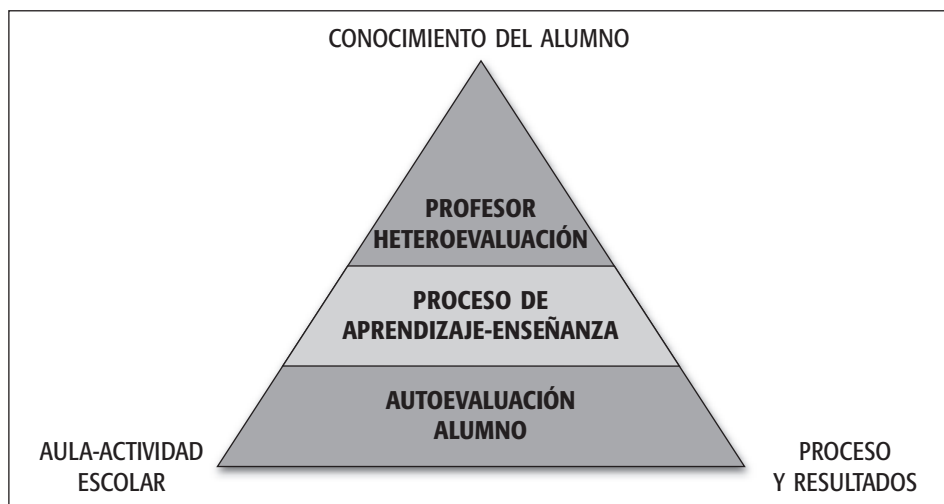 CONOCIMIENTO DEL ALUMNO
PROFESOR
HETEROEVALUACIÓN
PROCESO DE
APRENDIZAJE-ENSEÑANZA
AUTOEVALUACIÓN
ALUMNO
AULA-ACTIVIDAD
ESCOLAR
PROCESO
Y RESULTADOS